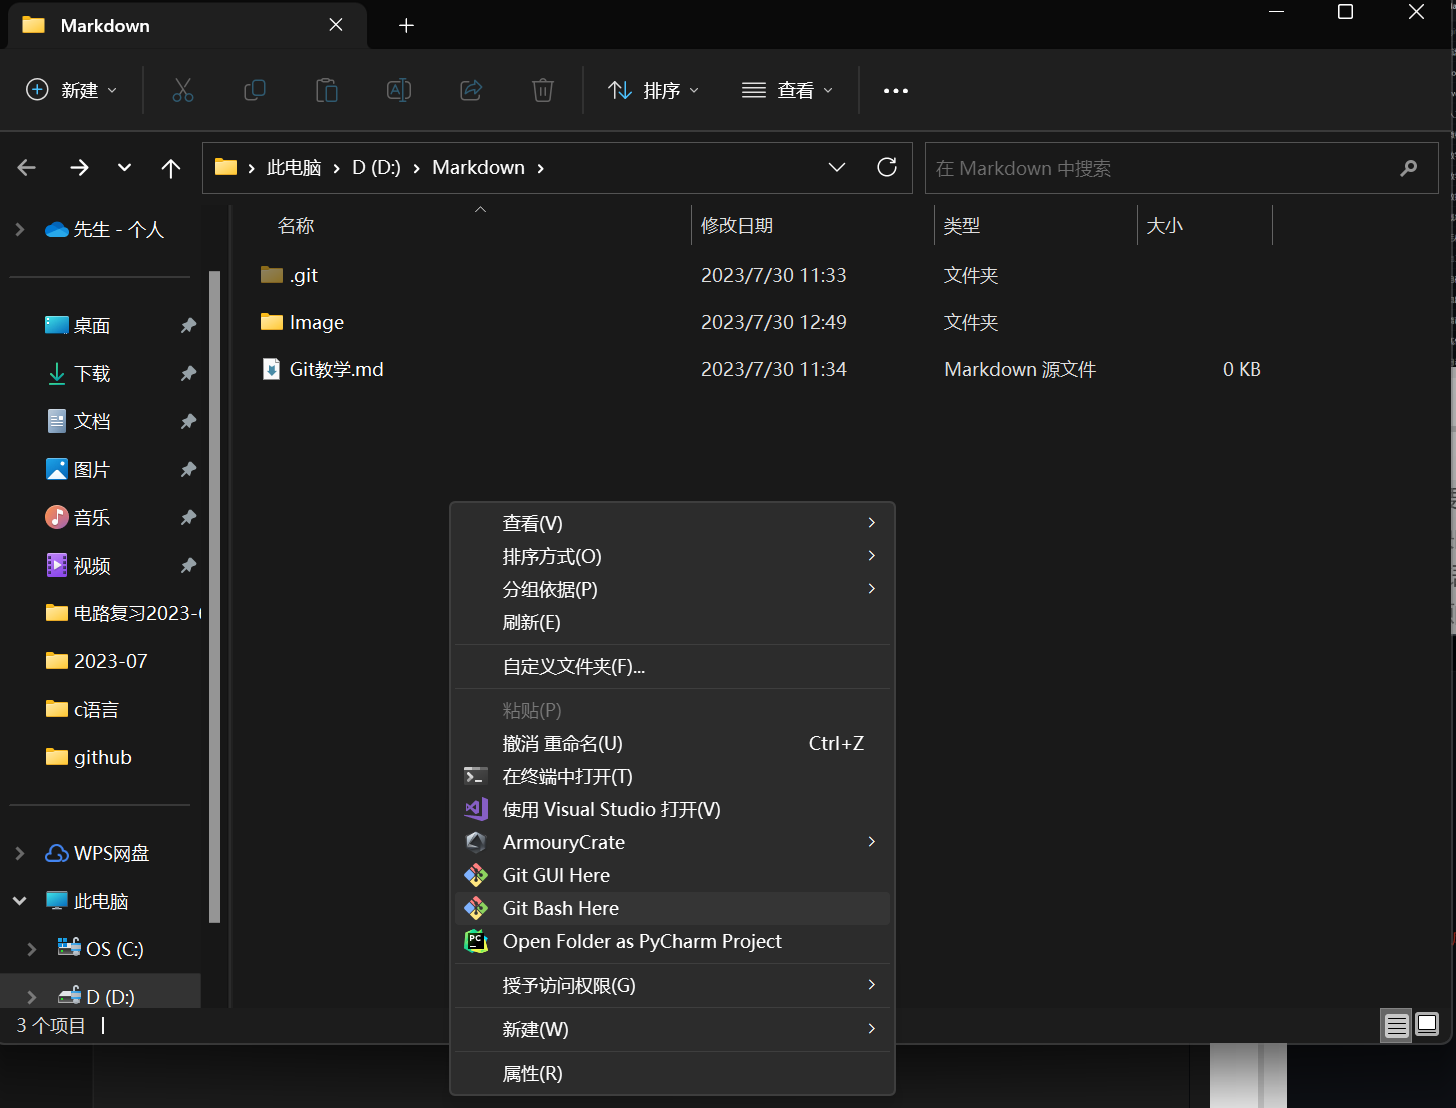 Markdown
新建
排序
查看
此电脑 D (D:) Markdown
在 Markdown 中搜索
名称 修改日期 类型 大小
.git 2023/7/30 11:33 文件夹
Image 2023/7/30 12:49 文件夹
Git教学.md 2023/7/30 11:34 Markdown 源文件 0 KB
先生 - 个人
桌面
下载
文档
图片
音乐
视频
电路复习2023-
2023-07
c语言
github
WPS网盘
此电脑
OS (C:)
D (D:)
3 个项目
查看(V)
排序方式(O)
分组依据(P)
刷新(E)
自定义文件夹(F)...
粘贴(P)
撤消 重命名(U) Ctrl+Z
在终端中打开(T)
使用 Visual Studio 打开(V)
ArmouryCrate
Git GUI Here
Git Bash Here
PC
Open Folder as PyCharm Project
授予访问权限(G)
新建(W)
属性(R)